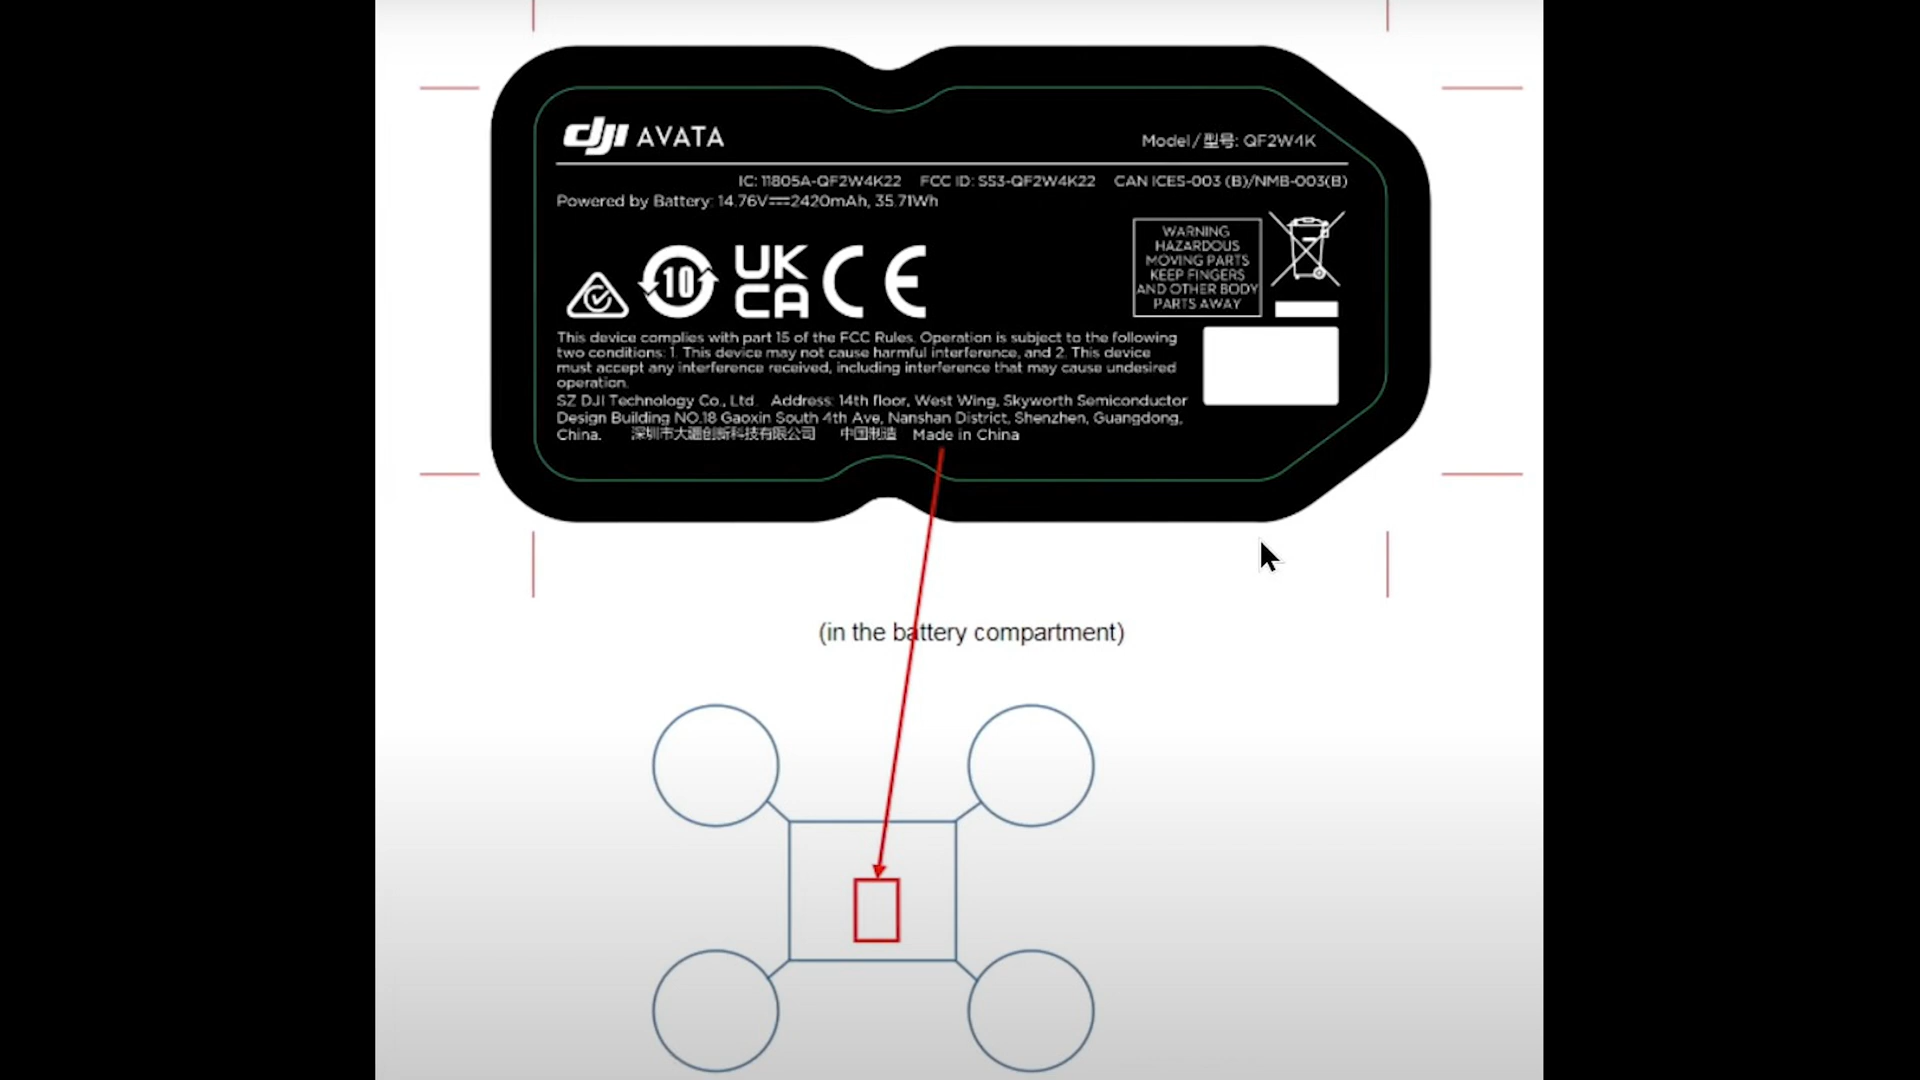 dji AVATA
Model/型号: QF2W4K
IC: 11805A-QF2W4K22 FCC ID: SS3-QF2W4K22 CAN ICES-003 (B)/NMB-003(B)
Powered by Battery: 14.76V⎓2420mAh, 35.71Wh
WARNING
HAZARDOUS
MOVING PARTS
KEEP FINGERS
AND OTHER BODY
PARTS AWAY
10
UK
CA
CE
This device complies with part 15 of the FCC Rules. Operation is subject to the following
two conditions: 1. This device may not cause harmful interference, and 2. This device
must accept any interference received, including interference that may cause undesired
operation.
SZ DJI Technology Co., Ltd. Address: 14th floor, West Wing, Skyworth Semiconductor
Design Building NO.18 Gaoxin South 4th Ave, Nanshan District, Shenzhen, Guangdong,
China. 深圳市大疆创新科技有限公司 中国制造 Made in China
(in the battery compartment)